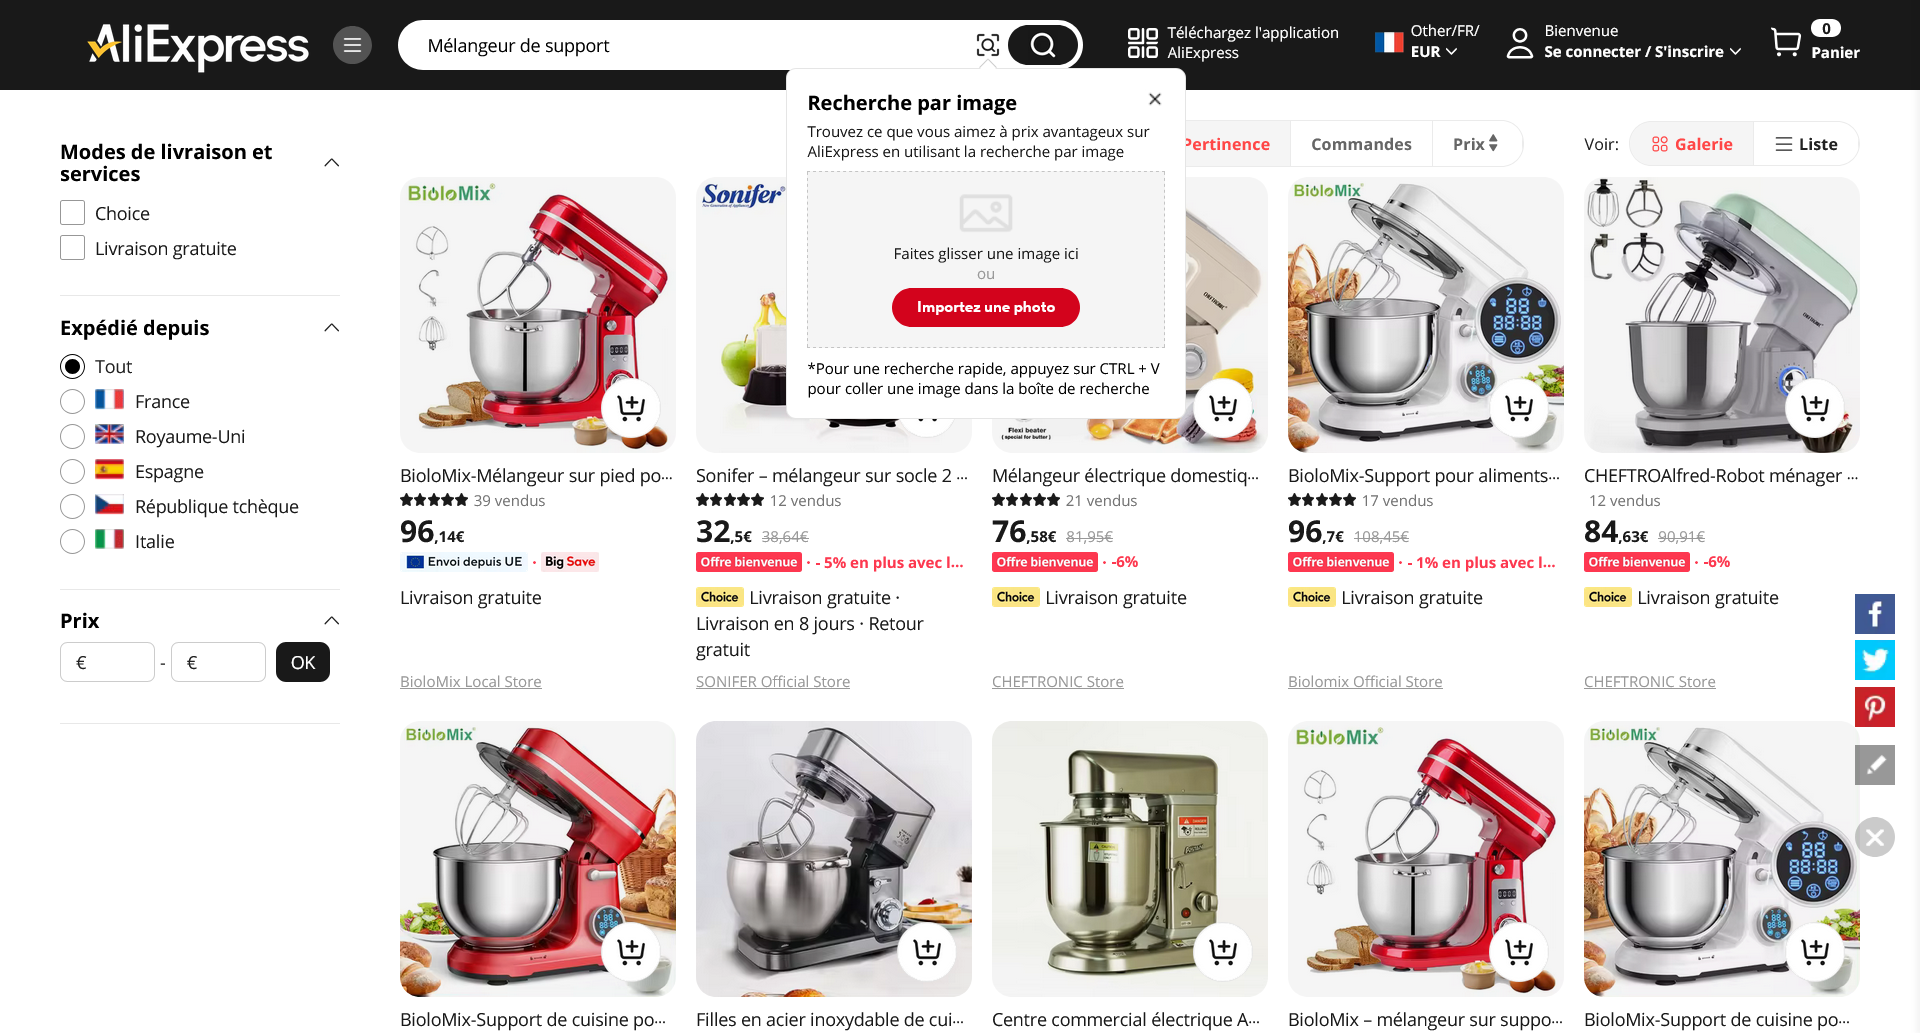 AliExpress
Mélangeur de support
Téléchargez l'application
AliExpress
Other/FR/
EUR
Bienvenue
Se connecter / S'inscrire
0
Panier
Recherche par image
Trouvez ce que vous aimez à prix avantageux sur
AliExpress en utilisant la recherche par image
Faites glisser une image ici
ou
Importez une photo
*Pour une recherche rapide, appuyez sur CTRL + V
pour coller une image dans la boîte de recherche
Pertinence
Commandes
Prix
Voir:
Galerie
Liste
Modes de livraison et
services
Choice
Livraison gratuite
Expédié depuis
Tout
France
Royaume-Uni
Espagne
République tchèque
Italie
Prix
€ - € OK
BioloMix
BioloMix-Mélangeur sur pied po...
39 vendus
96,14€
Envoi depuis UE · Big Save
Livraison gratuite
BioloMix Local Store
Sonifer
Sonifer – mélangeur sur socle 2 ...
12 vendus
32,5€ 38,64€
Offre bienvenue · - 5% en plus avec l...
Choice Livraison gratuite ·
Livraison en 8 jours · Retour
gratuit
SONIFER Official Store
Flexi beater
( special for butter )
Mélangeur électrique domestiq...
21 vendus
76,58€ 81,95€
Offre bienvenue · -6%
Choice Livraison gratuite
CHEFTRONIC Store
BioloMix
88
88:88
BioloMix-Support pour aliments...
17 vendus
96,7€ 108,45€
Offre bienvenue · - 1% en plus avec l...
Choice Livraison gratuite
Biolomix Official Store
CHEFTROAlfred-Robot ménager ...
12 vendus
84,63€ 90,91€
Offre bienvenue · -6%
Choice Livraison gratuite
CHEFTRONIC Store
BioloMix
BioloMix-Support de cuisine po...
Filles en acier inoxydable de cui...
Centre commercial électrique A...
BioloMix
BioloMix – mélangeur sur suppo...
BioloMix
88
88:88
BioloMix-Support de cuisine po...